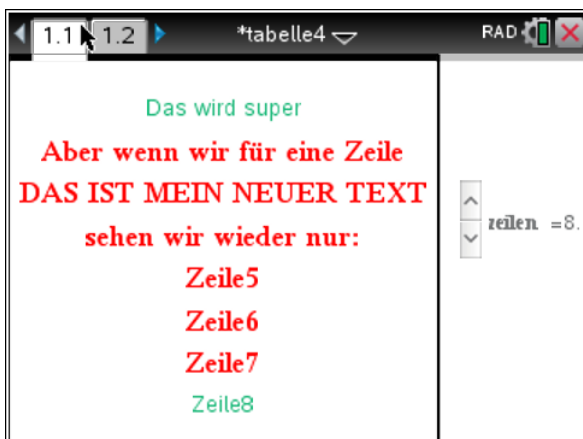 1.1 1.2 *tabelle4 RAD
Das wird super
Aber wenn wir für eine Zeile
DAS IST MEIN NEUER TEXT
sehen wir wieder nur:
Zeile5
Zeile6
Zeile7
Zeile8
zeilen =8.